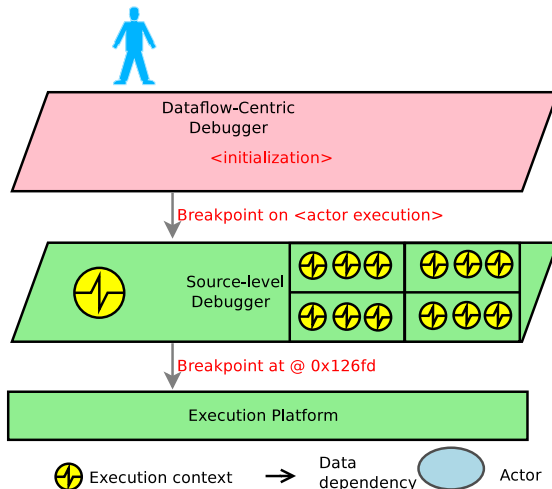 Dataflow-Centric
Debugger
<initialization>
Breakpoint on <actor execution>
Source-level
Debugger
Breakpoint at @ 0x126fd
Execution Platform
Execution context
Data
dependency
Actor